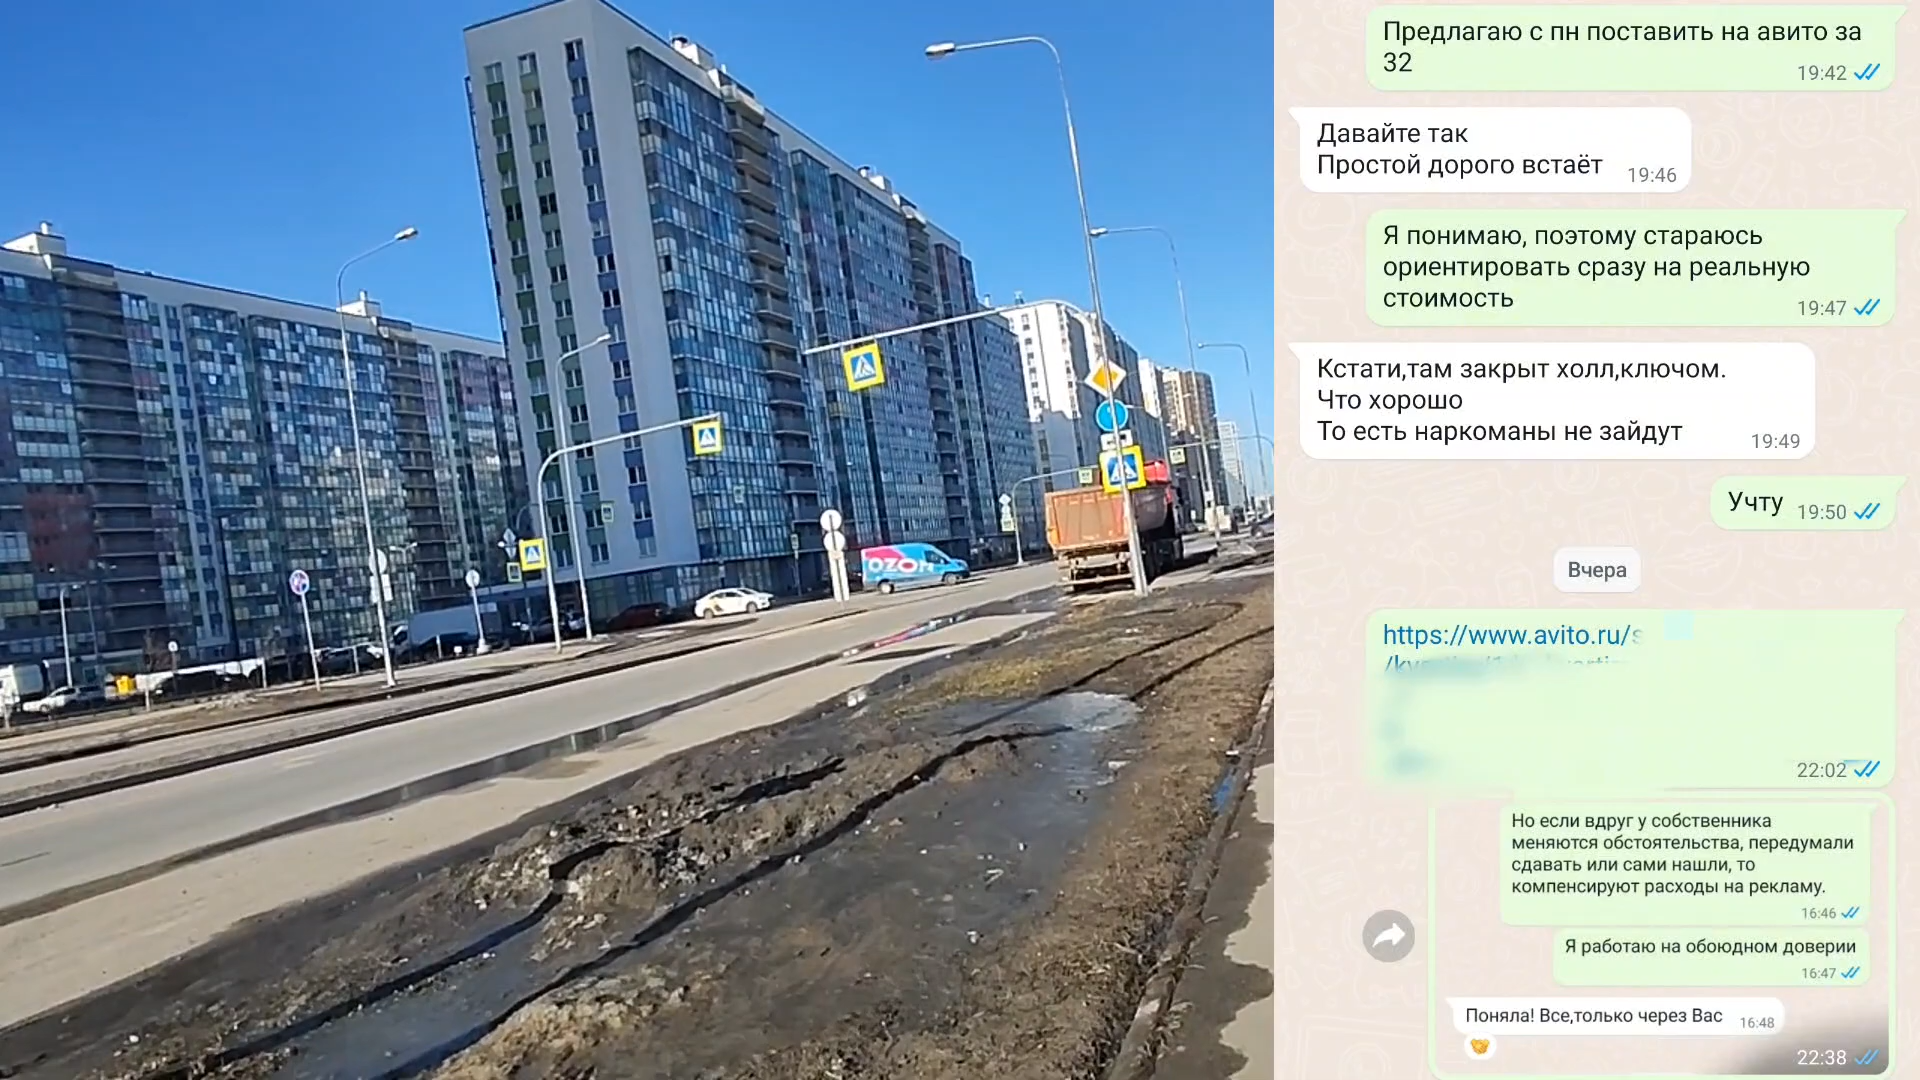 OZON
Предлагаю с пн поставить на авито за
32
19:42
Давайте так
Простой дорого встаёт
19:46
Я понимаю, поэтому стараюсь
ориентировать сразу на реальную
стоимость
19:47
Кстати,там закрыт холл,ключом.
Что хорошо
То есть наркоманы не зайдут
19:49
Учту
19:50
Вчера
https://www.avito.ru/s
22:02
Но если вдруг у собственника
меняются обстоятельства, передумали
сдавать или сами нашли, то
компенсируют расходы на рекламу.
16:46
Я работаю на обоюдном доверии
16:47
Поняла! Все,только через Вас
16:48
22:38